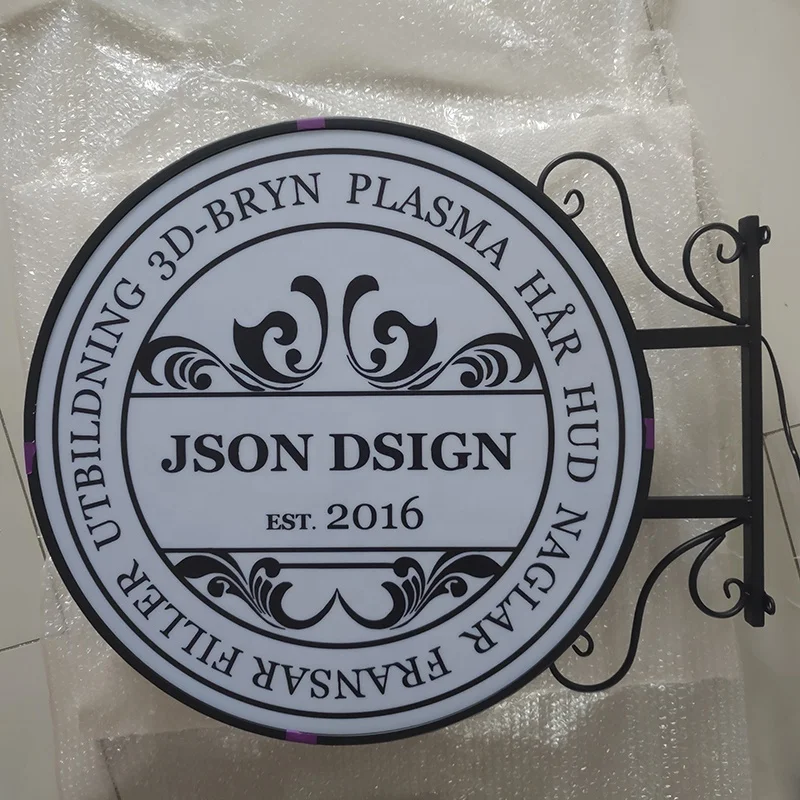 UTBILDNING 3D-BRYN PLASMA HÅR HUD NAGLAR FRANSAR FILLER
JSON DSIGN
EST. 2016